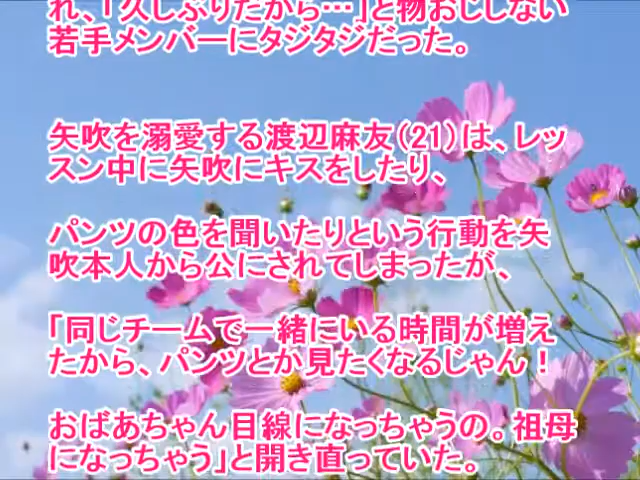 れ、「久しぶりだから…」と物おじしない
若手メンバーにタジタジだった。
矢吹を溺愛する渡辺麻友(21)は、レッ
スン中に矢吹にキスをしたり、
パンツの色を聞いたりという行動を矢
吹本人から公にされてしまったが、
「同じチームで一緒にいる時間が増え
たから、パンツとか見たくなるじゃん！
おばあちゃん目線になっちゃうの。祖母
になっちゃう」と開き直っていた。